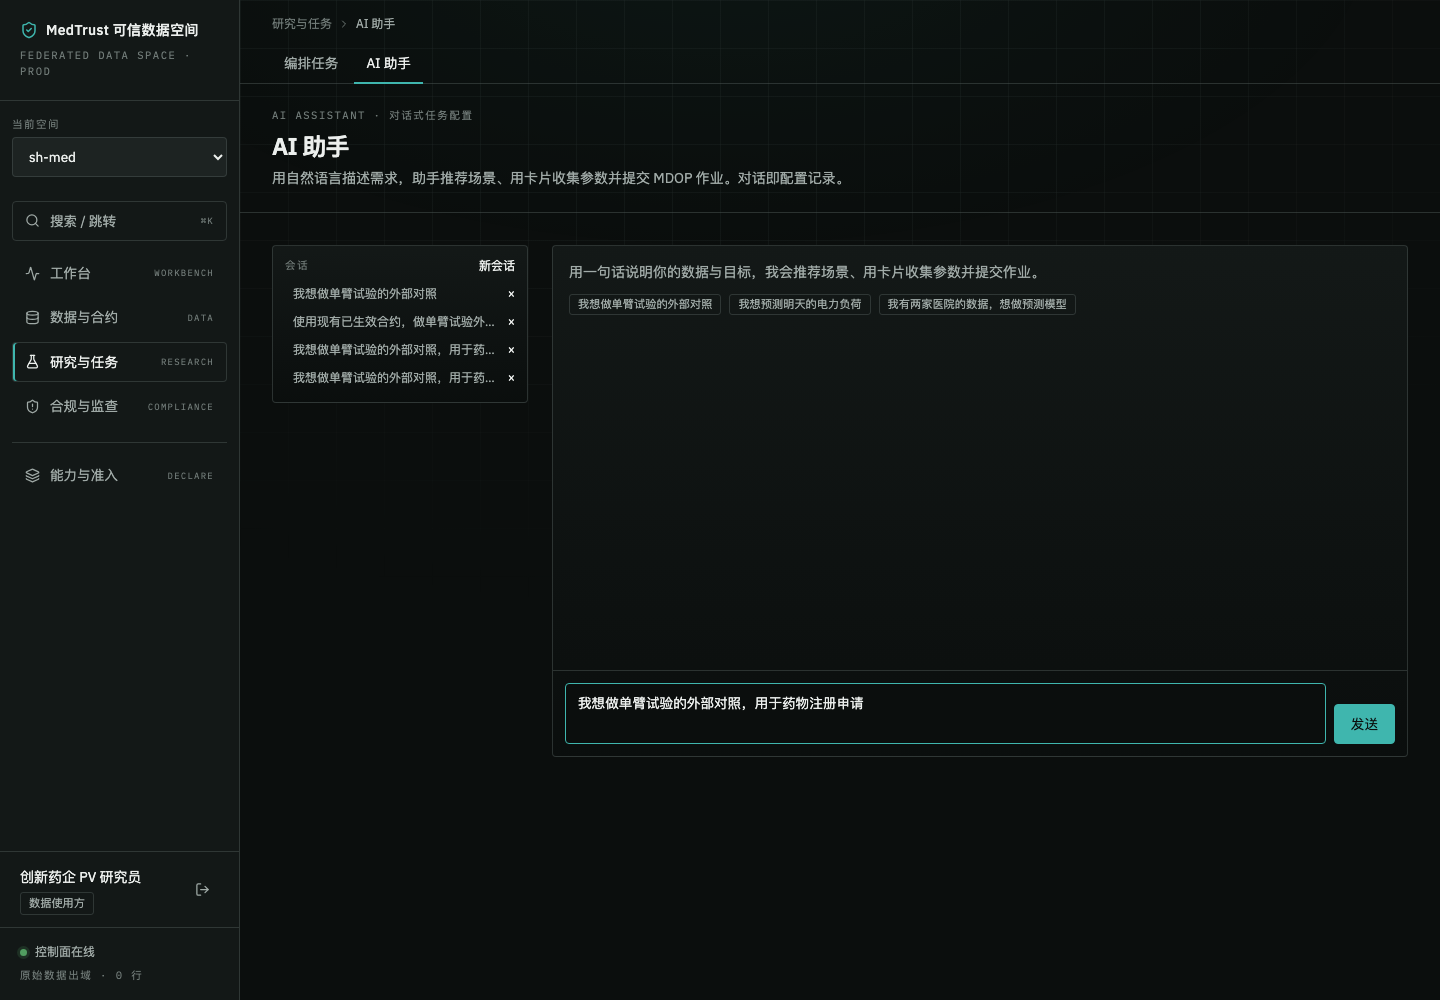 MedTrust 可信数据空间
FEDERATED DATA SPACE ·
PROD
当前空间
sh-med
搜索 / 跳转 ⌘K
工作台 WORKBENCH
数据与合约 DATA
研究与任务 RESEARCH
合规与监查 COMPLIANCE
能力与准入 DECLARE
创新药企 PV 研究员
数据使用方
控制面在线
原始数据出域 · 0 行
研究与任务 › AI 助手
编排任务 AI 助手
AI ASSISTANT · 对话式任务配置
AI 助手
用自然语言描述需求，助手推荐场景、用卡片收集参数并提交 MDOP 作业。对话即配置记录。
会话 新会话
我想做单臂试验的外部对照 ×
使用现有已生效合约，做单臂试验外... ×
我想做单臂试验的外部对照，用于药... ×
我想做单臂试验的外部对照，用于药... ×
用一句话说明你的数据与目标，我会推荐场景、用卡片收集参数并提交作业。
我想做单臂试验的外部对照 我想预测明天的电力负荷 我有两家医院的数据，想做预测模型
我想做单臂试验的外部对照，用于药物注册申请
发送